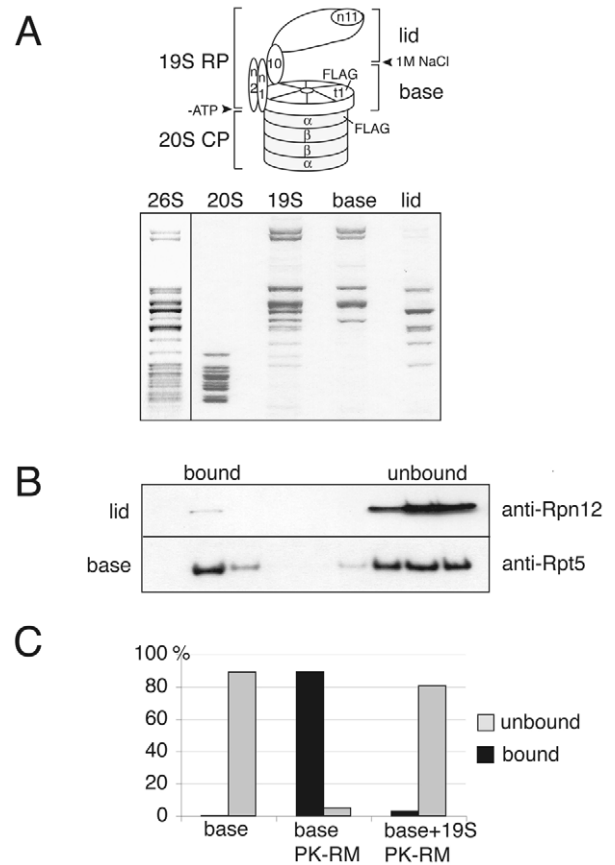 A
19S RP
20S CP
-ATP
n11
10
n
2
n
1
FLAG
t1
FLAG
α
β
β
α
lid
1M NaCl
base
26S 20S 19S base lid
B
bound unbound
lid anti-Rpn12
base anti-Rpt5
C
100 %
80
60
40
20
0
base
base PK-RM
base+19S PK-RM
unbound
bound